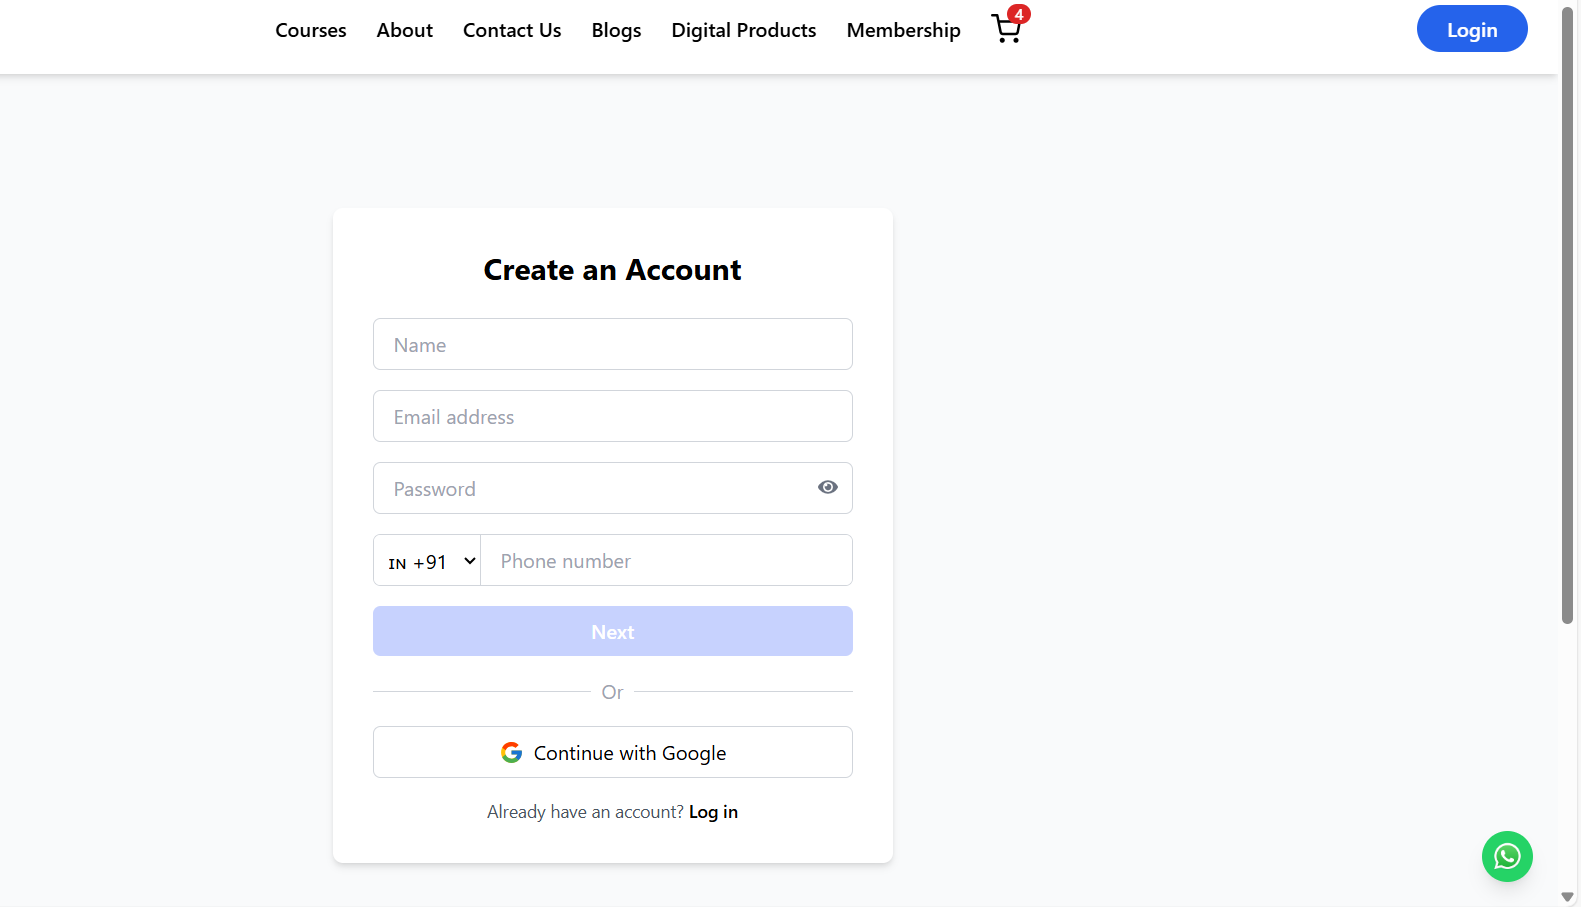 Courses About Contact Us Blogs Digital Products Membership 4 Login
Create an Account
Name
Email address
Password
IN +91 Phone number
Next
Or
Continue with Google
Already have an account? Log in